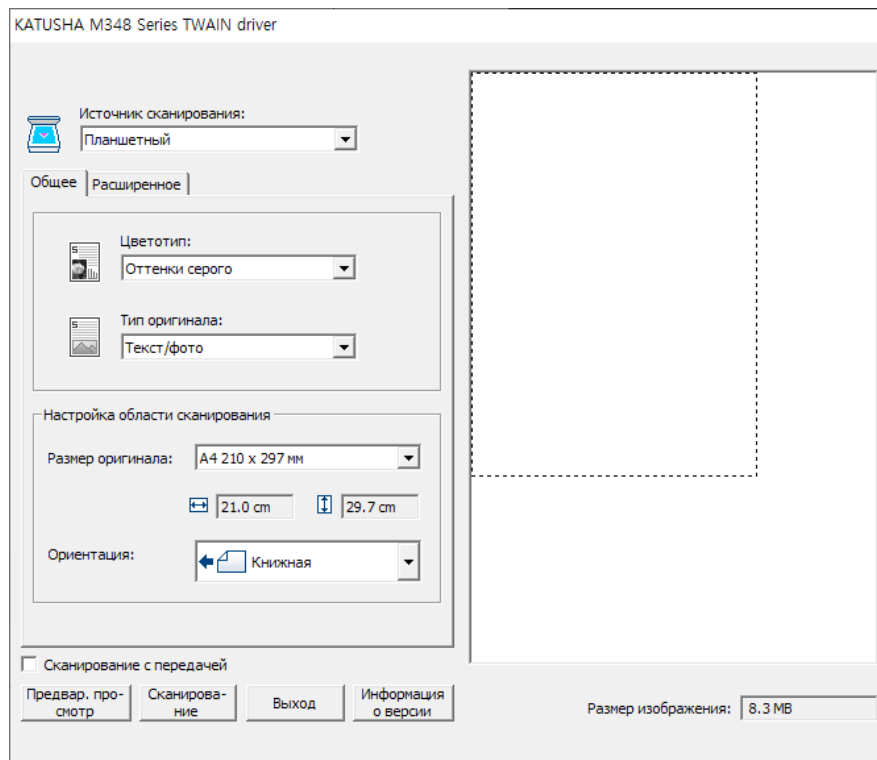 KATUSHA M348 Series TWAIN driver
Источник сканирования:
Планшетный
Общее
Расширенное
Цветотип:
Оттенки серого
Тип оригинала:
Текст/фото
Настройка области сканирования
Размер оригинала:
A4 210 x 297 мм
21.0 cm
29.7 cm
Ориентация:
Книжная
Сканирование с передачей
Предвар. про-
смотр
Сканирова-
ние
Выход
Информация
о версии
Размер изображения:
8.3 MB